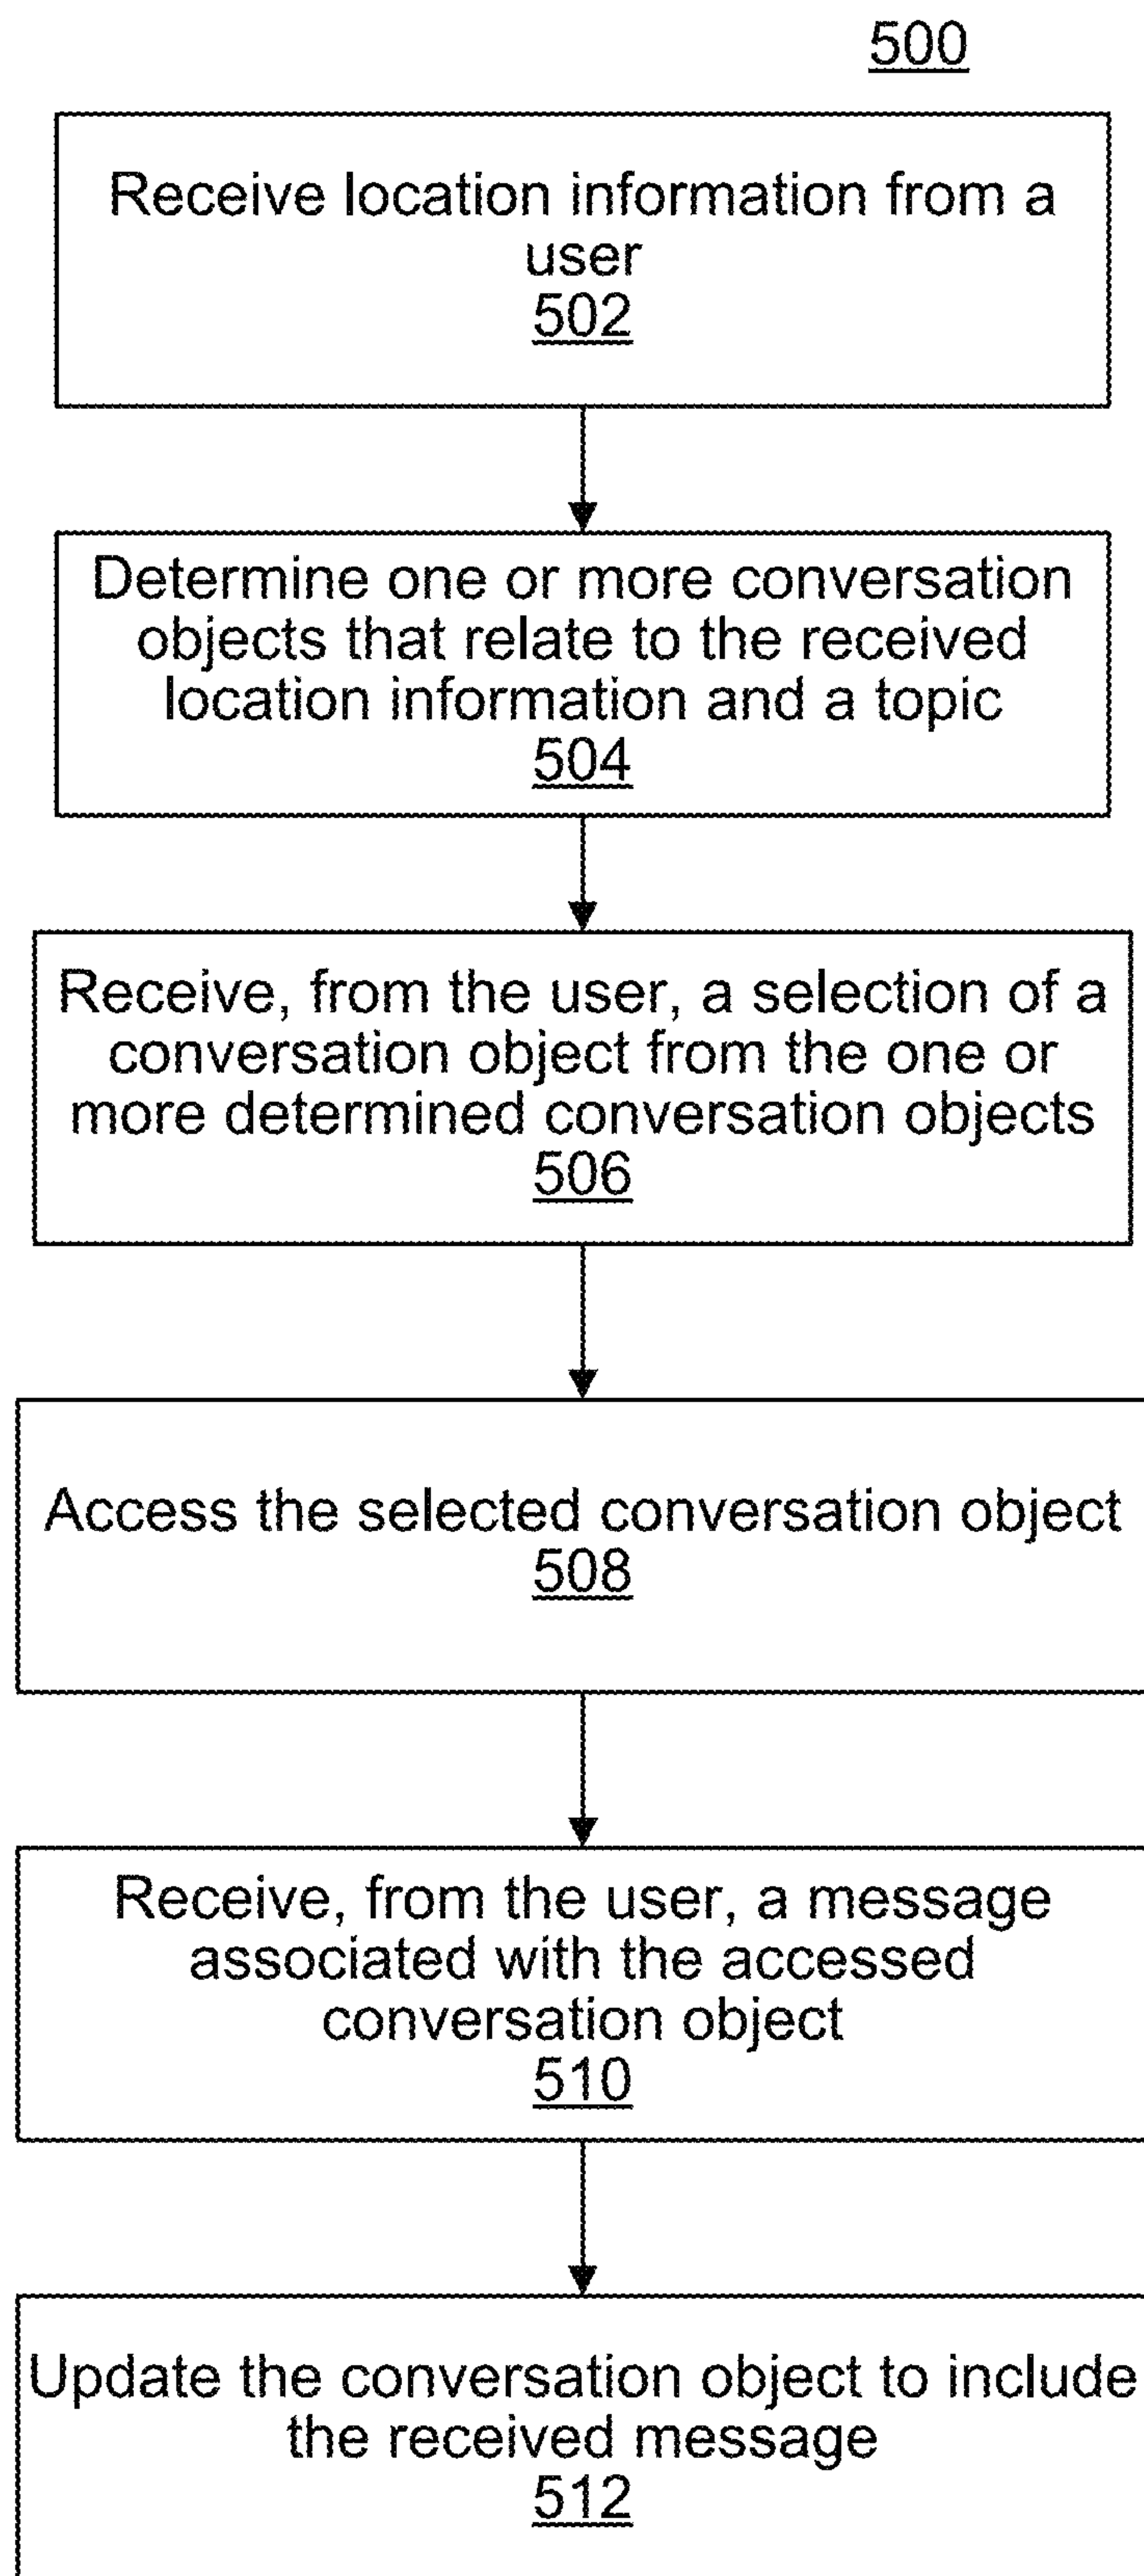 500
Receive location information from a
user
502
Determine one or more conversation
objects that relate to the received
location information and a topic
504
Receive, from the user, a selection of a
conversation object from the one or
more determined conversation objects
506
Access the selected conversation object
508
Receive, from the user, a message
associated with the accessed
conversation object
510
Update the conversation object to include
the received message
512